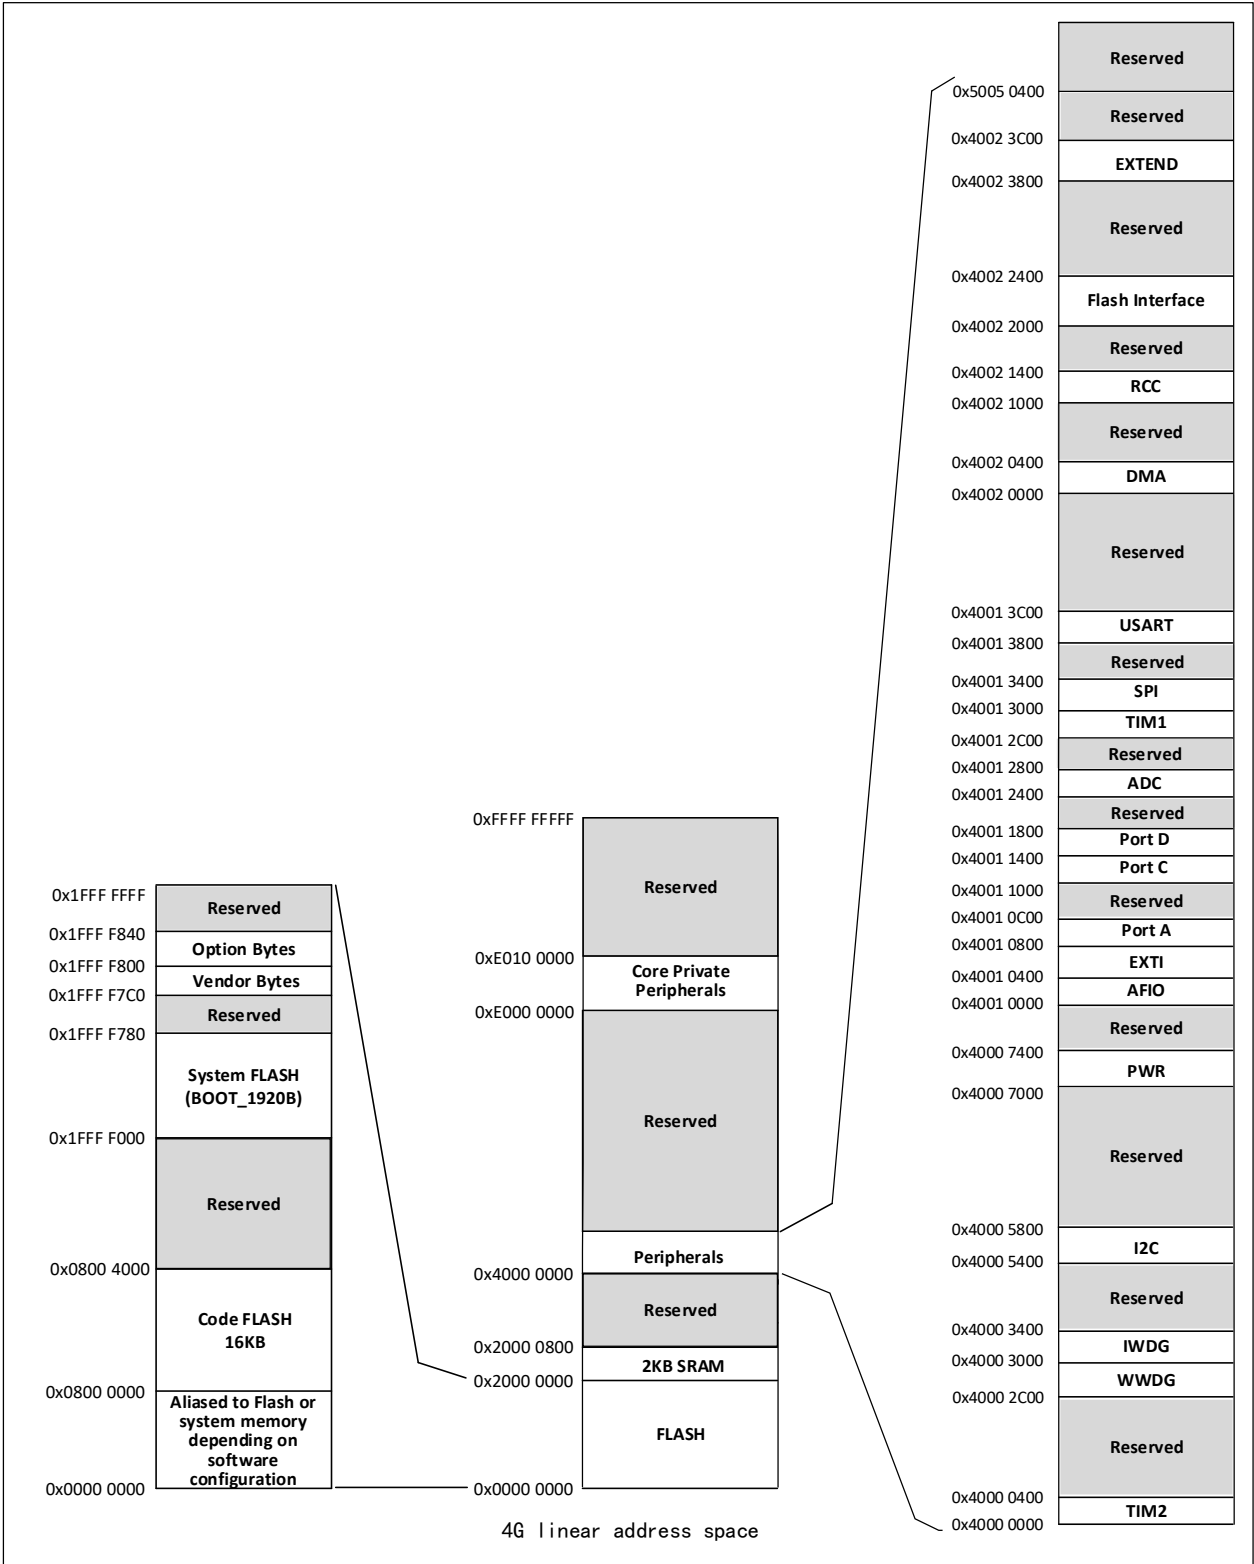 0x1FFF FFFF
Reserved
0x1FFF F840
Option Bytes
0x1FFF F800
Vendor Bytes
0x1FFF F7C0
Reserved
0x1FFF F780
System FLASH
(BOOT_1920B)
0x1FFF F000
Reserved
0x0800 4000
Code FLASH
16KB
0x0800 0000
Aliased to Flash or
system memory
depending on
software
configuration
0x0000 0000
0xFFFF FFFFF
Reserved
0xE010 0000
Core Private
Peripherals
0xE000 0000
Reserved
Peripherals
0x4000 0000
Reserved
0x2000 0800
2KB SRAM
0x2000 0000
FLASH
0x0000 0000
Reserved
0x5005 0400
Reserved
0x4002 3C00
EXTEND
0x4002 3800
Reserved
0x4002 2400
Flash Interface
0x4002 2000
Reserved
0x4002 1400
RCC
0x4002 1000
Reserved
0x4002 0400
DMA
0x4002 0000
Reserved
0x4001 3C00
USART
0x4001 3800
Reserved
0x4001 3400
SPI
0x4001 3000
TIM1
0x4001 2C00
Reserved
0x4001 2800
ADC
0x4001 2400
Reserved
0x4001 1800
Port D
0x4001 1400
Port C
0x4001 1000
Reserved
0x4001 0C00
Port A
0x4001 0800
EXTI
0x4001 0400
AFIO
0x4001 0000
Reserved
0x4000 7400
PWR
0x4000 7000
Reserved
0x4000 5800
I2C
0x4000 5400
Reserved
0x4000 3400
IWDG
0x4000 3000
WWDG
0x4000 2C00
Reserved
0x4000 0400
TIM2
0x4000 0000
4G linear address space